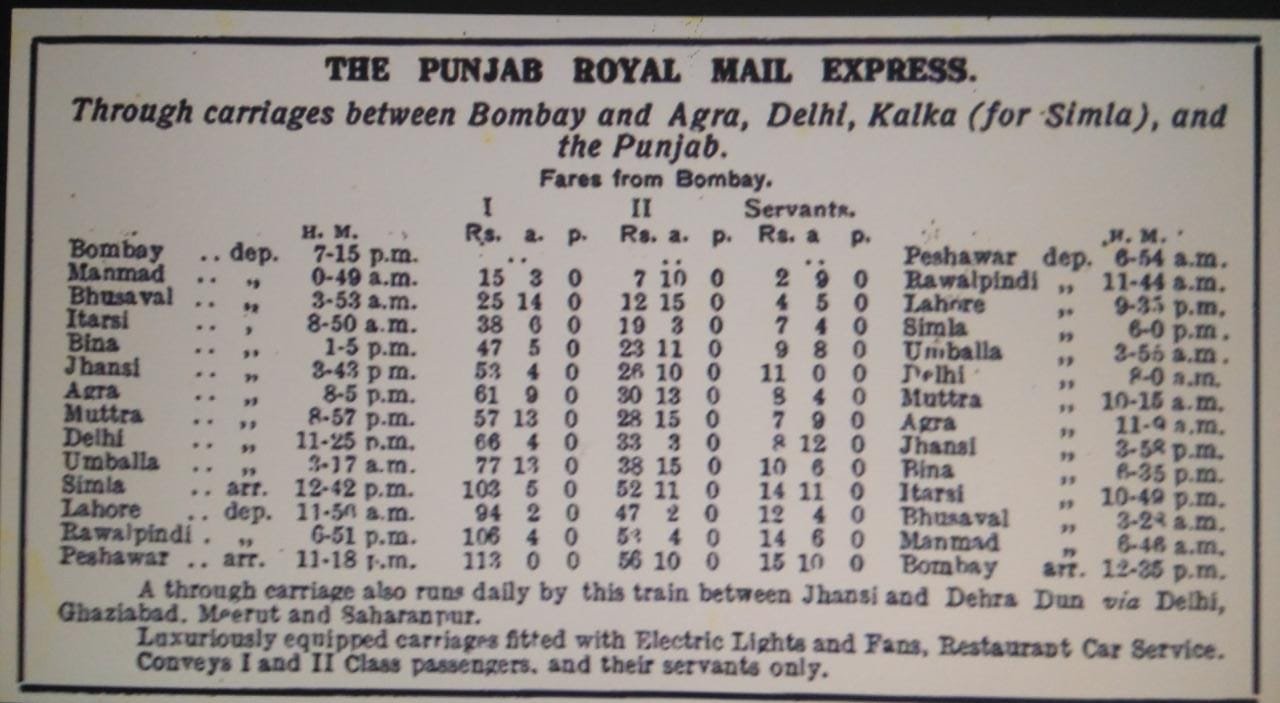 THE PUNJAB ROYAL MAIL EXPRESS.
Through carriages between Bombay and Agra, Delhi, Kalka (for Simla), and
the Punjab.
Fares from Bombay.
I II Servants.
H. M. Rs. a. p. Rs. a. p. Rs. a p. H. M.
Bombay .. dep. 7-15 p.m. .. .. .. Peshawar dep. 6-54 a.m.
Manmad .. „ 0-49 a.m. 15 3 0 7 10 0 2 9 0 Rawalpindi „ 11-44 a.m.
Bhusaval .. „ 3-53 a.m. 25 14 0 12 15 0 4 5 0 Lahore „ 9-35 p.m.
Itarsi .. , 8-50 a.m. 38 6 0 19 3 0 7 4 0 Simla „ 6-0 p.m.
Bina .. „ 1-5 p.m. 47 5 0 23 11 0 9 8 0 Umballa „ a.m.
Jhansi .. „ 3-43 p m. 53 4 0 26 10 0 11 0 0 Delhi „ 8-0 a.m.
Agra .. „ 8-5 p.m. 61 9 0 30 13 0 8 4 0 Muttra „ 10-15 a.m.
Muttra .. „ 8-57 p.m. 57 13 0 28 15 0 7 9 0 Agra „ 11-9 a.m.
Delhi .. „ 11-25 p.m. 66 4 0 33 3 0 8 12 0 Jhansi „ 3-58 p.m.
Umballa .. „ 3-17 a.m. 77 13 0 38 15 0 10 6 0 Bina „ 6-35 p.m.
Simla .. arr. 12-42 p.m. 103 5 0 52 11 0 14 11 0 Itarsi „ 10-49 p.m.
Lahore .. dep. a.m. 94 2 0 47 2 0 12 4 0 Bhusaval „ a.m.
Rawalpindi . „ 6-51 p.m. 106 4 0 4 0 14 6 0 Manmad „ 6-46 a.m.
Peshawar .. arr. 11-18 p.m. 113 0 0 56 10 0 15 10 0 Bombay arr. 12-35 p.m.
A through carriage also runs daily by this train between Jhansi and Dehra Dun via Delhi,
Ghaziabad, Meerut and Saharanpur.
Luxuriously equipped carriages fitted with Electric Lights and Fans, Restaurant Car Service.
Conveys I and II Class passengers, and their servants only.